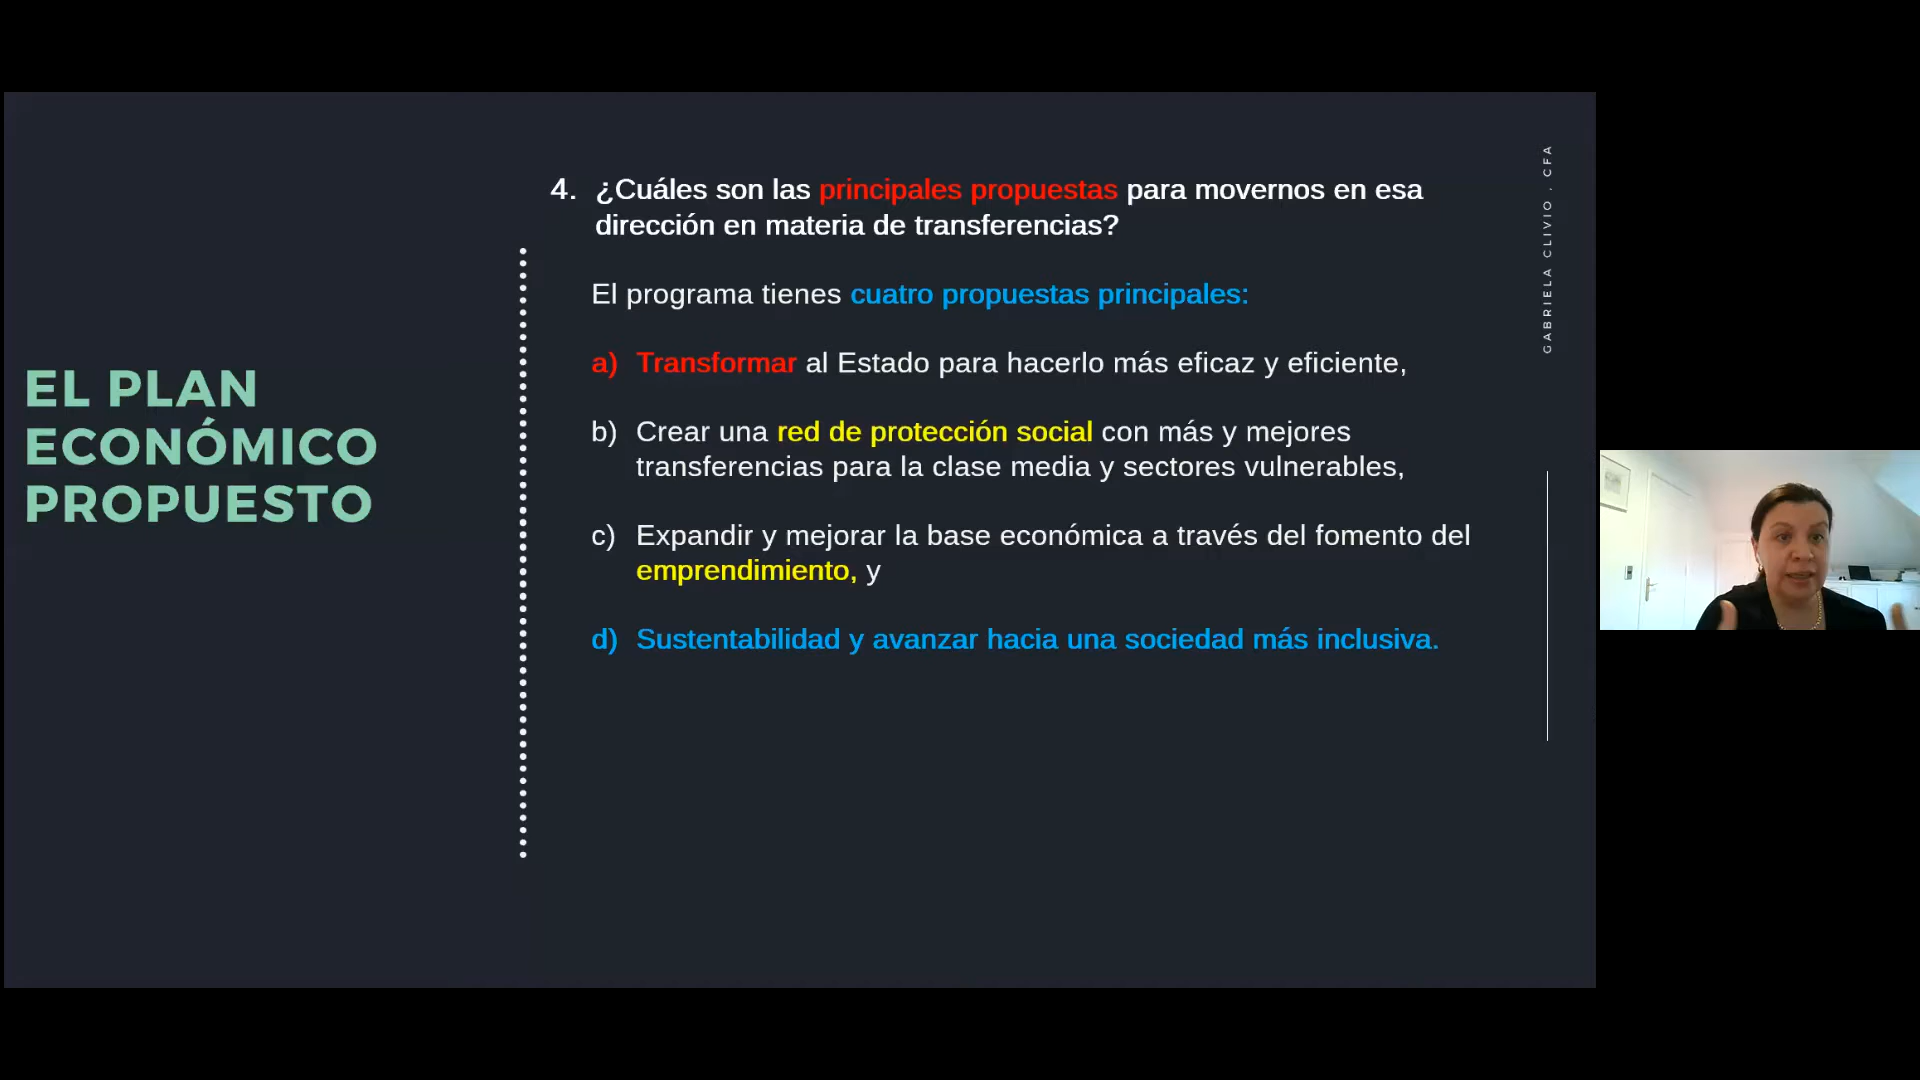 EL PLAN
ECONÓMICO
PROPUESTO
4. ¿Cuáles son las principales propuestas para movernos en esa
dirección en materia de transferencias?
El programa tienes cuatro propuestas principales:
a) Transformar al Estado para hacerlo más eficaz y eficiente,
b) Crear una red de protección social con más y mejores
transferencias para la clase media y sectores vulnerables,
c) Expandir y mejorar la base económica a través del fomento del
emprendimiento, y
d) Sustentabilidad y avanzar hacia una sociedad más inclusiva.
GABRIELA CLIVIO . CFA